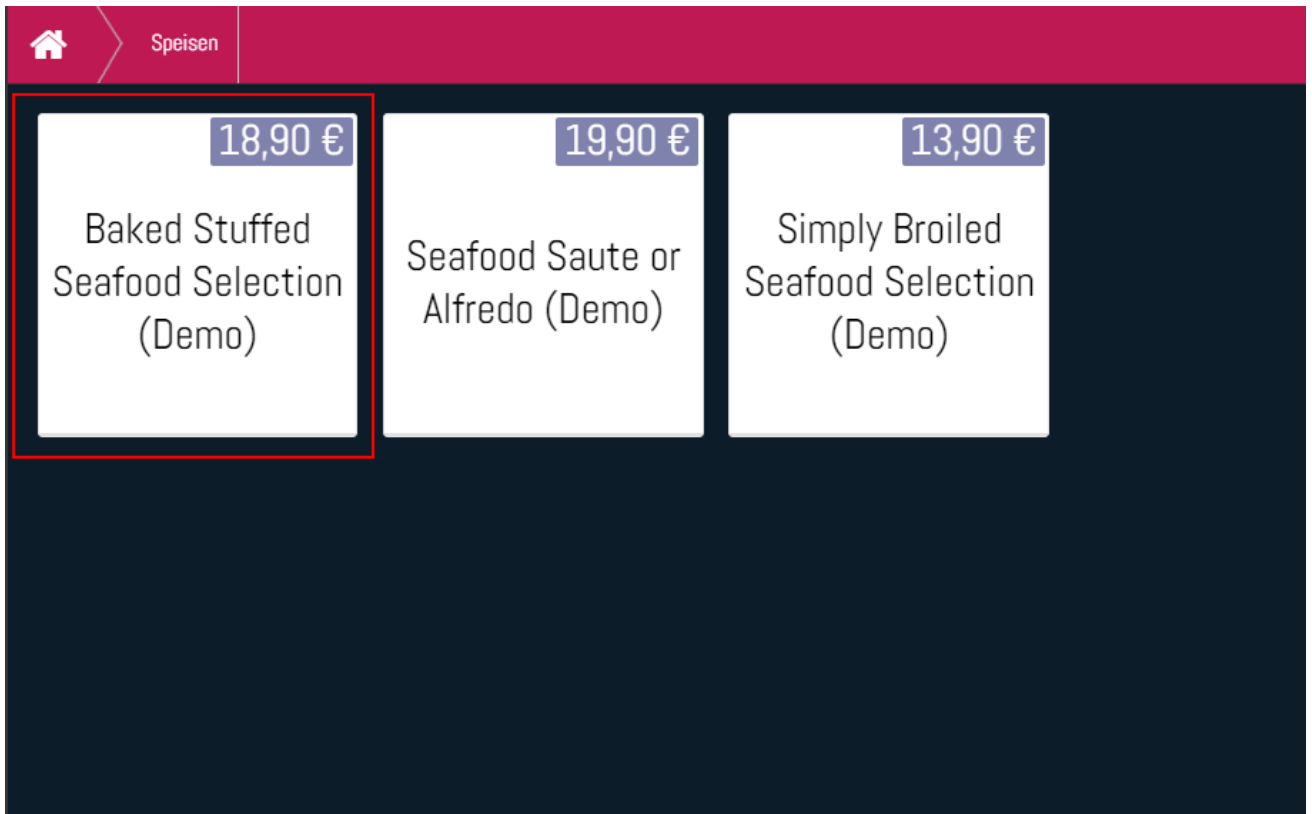 Speisen
18,90 €
Baked Stuffed
Seafood Selection
(Demo)
19,90 €
Seafood Saute or
Alfredo (Demo)
13,90 €
Simply Broiled
Seafood Selection
(Demo)